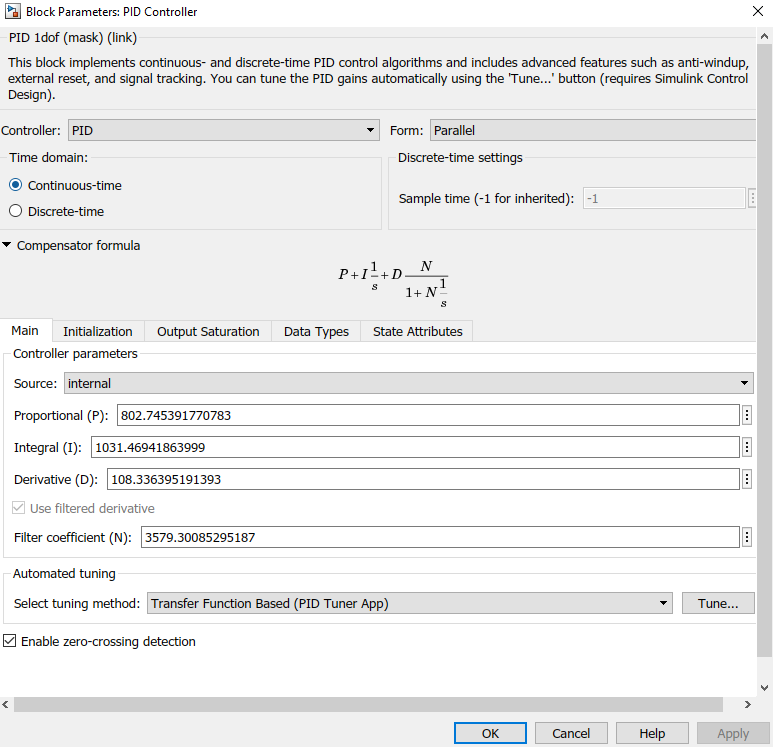 Block Parameters: PID Controller
PID 1dof (mask) (link)
This block implements continuous- and discrete-time PID control algorithms and includes advanced features such as anti-windup,
external reset, and signal tracking. You can tune the PID gains automatically using the 'Tune...' button (requires Simulink Control
Design).
Controller: PID Form: Parallel
Time domain: Discrete-time settings
Continuous-time
Sample time (-1 for inherited): -1
Discrete-time
Compensator formula
P + I 1/s + D N/(1 + N 1/s)
Main Initialization Output Saturation Data Types State Attributes
Controller parameters
Source: internal
Proportional (P): 802.745391770783
Integral (I): 1031.46941863999
Derivative (D): 108.336395191393
Use filtered derivative
Filter coefficient (N): 3579.30085295187
Automated tuning
Select tuning method: Transfer Function Based (PID Tuner App) Tune...
Enable zero-crossing detection
OK Cancel Help Apply